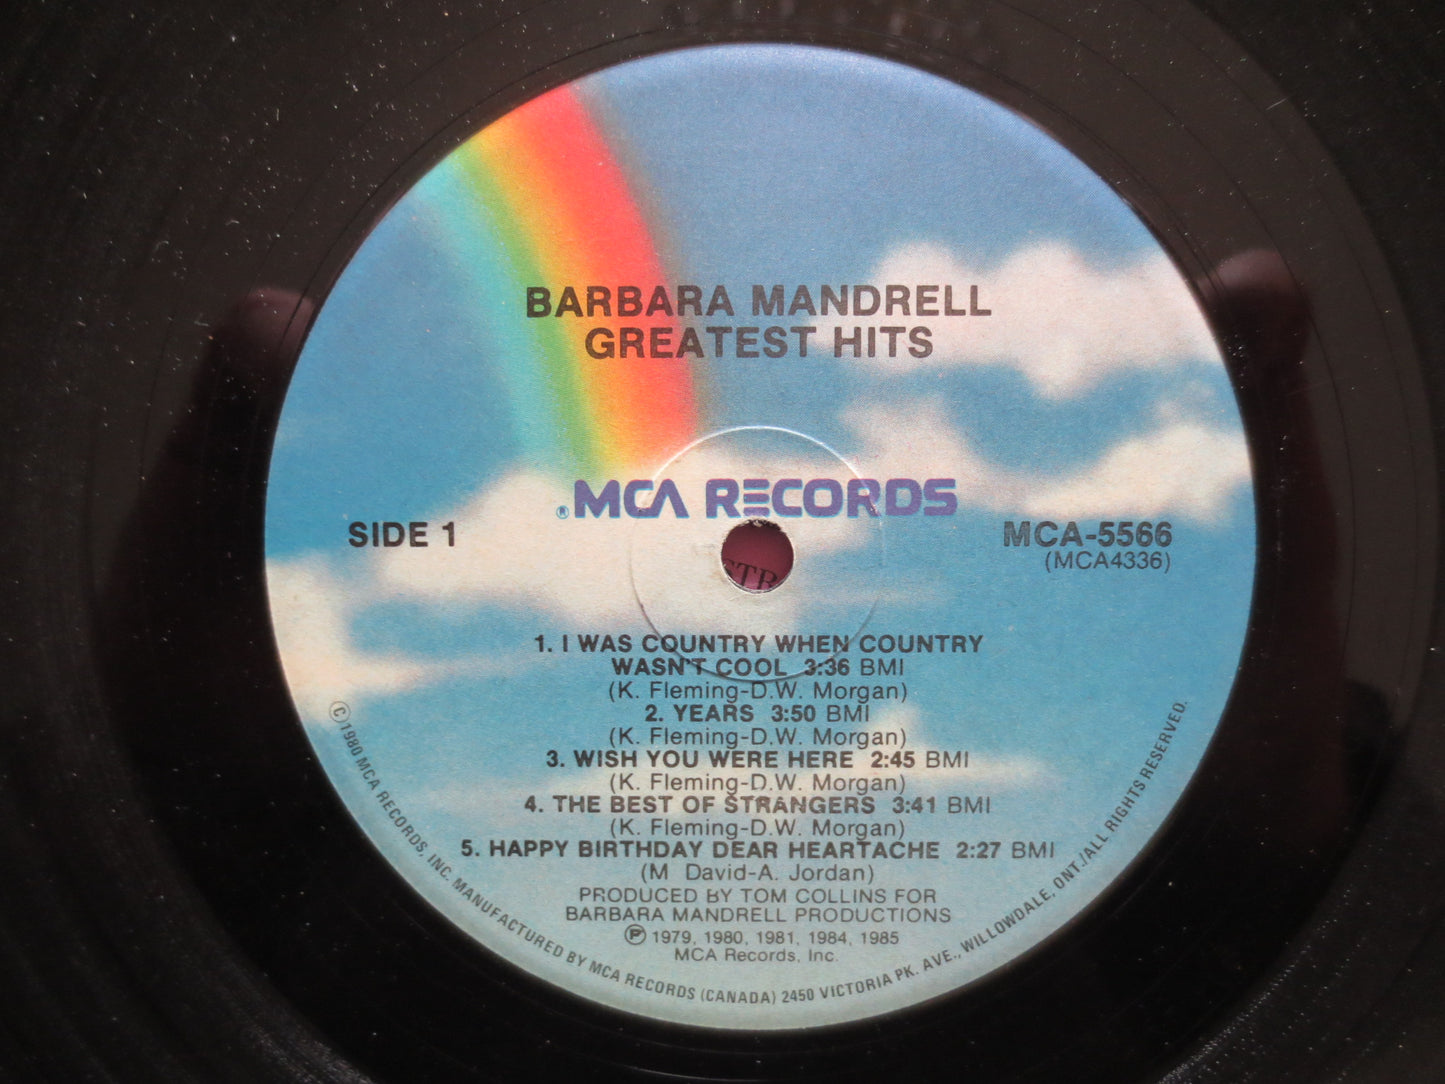 BARBARA MANDRELL
GREATEST HITS
®MCA RECORDS
SIDE 1
MCA-5566
(MCA4336)
STR
1. I WAS COUNTRY WHEN COUNTRY
WASN'T COOL 3:36 BMI
(K. Fleming-D.W. Morgan)
2. YEARS 3:50 BMI
(K. Fleming-D.W. Morgan)
3. WISH YOU WERE HERE 2:45 BMI
(K. Fleming-D.W. Morgan)
4. THE BEST OF STRANGERS 3:41 BMI
(K. Fleming-D.W. Morgan)
5. HAPPY BIRTHDAY DEAR HEARTACHE 2:27 BMI
(M David-A. Jordan)
PRODUCED BY TOM COLLINS FOR
BARBARA MANDRELL PRODUCTIONS
℗ 1979, 1980, 1981, 1984, 1985
MCA Records, Inc.
©1980 MCA RECORDS, INC. MANUFACTURED BY MCA RECORDS (CANADA) 2450 VICTORIA PK. AVE., WILLOWDALE, ONT./ALL RIGHTS RESERVED.